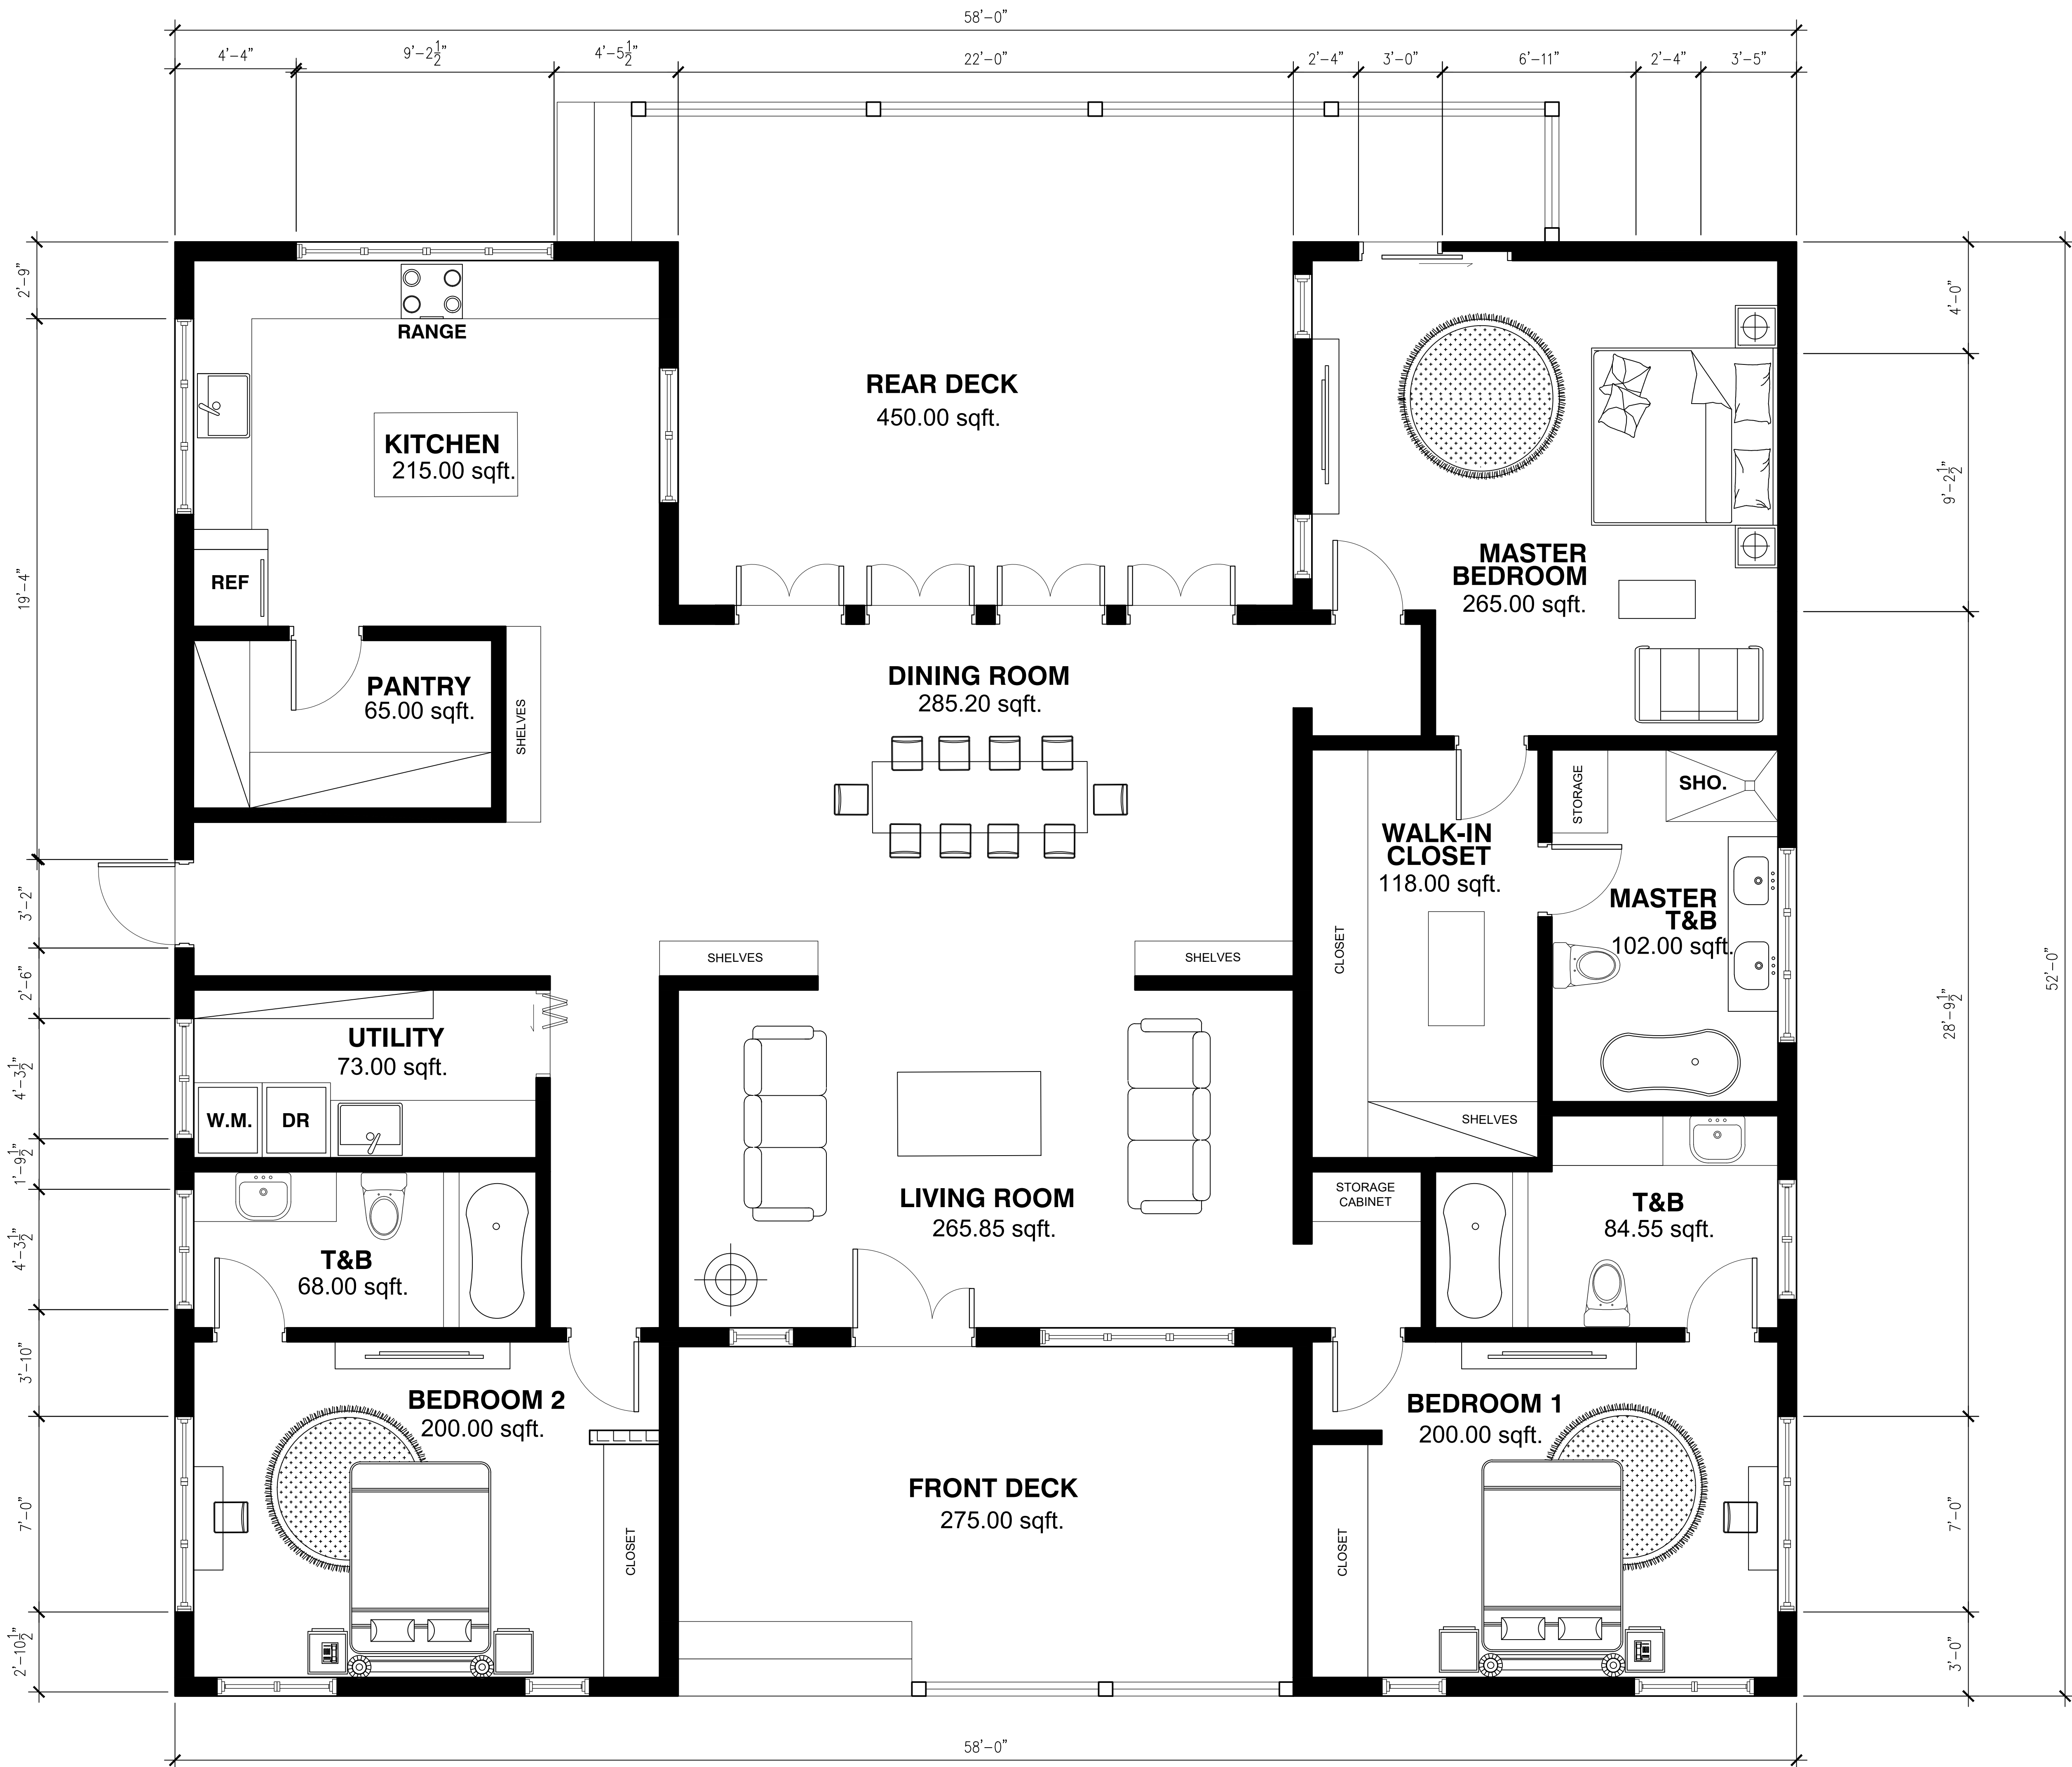 58'-0"
4'-4"
9'-2½"
4'-5½"
22'-0"
2'-4"
3'-0"
6'-11"
2'-4"
3'-5"
2'-9"
19'-4"
3'-2"
2'-6"
4'-3½"
1'-9½"
4'-3½"
3'-10"
7'-0"
2'-10½"
RANGE
KITCHEN
215.00 sqft.
REF
PANTRY
65.00 sqft.
SHELVES
REAR DECK
450.00 sqft.
MASTER
BEDROOM
265.00 sqft.
DINING ROOM
285.20 sqft.
STORAGE
SHO.
WALK-IN
CLOSET
118.00 sqft.
CLOSET
SHELVES
MASTER
T&B
102.00 sqft.
SHELVES
SHELVES
UTILITY
73.00 sqft.
W.M.
DR
LIVING ROOM
265.85 sqft.
STORAGE
CABINET
T&B
84.55 sqft.
T&B
68.00 sqft.
BEDROOM 2
200.00 sqft.
CLOSET
FRONT DECK
275.00 sqft.
BEDROOM 1
200.00 sqft.
CLOSET
4'-0"
9'-2½"
28'-9½"
7'-0"
3'-0"
52'-0"
58'-0"